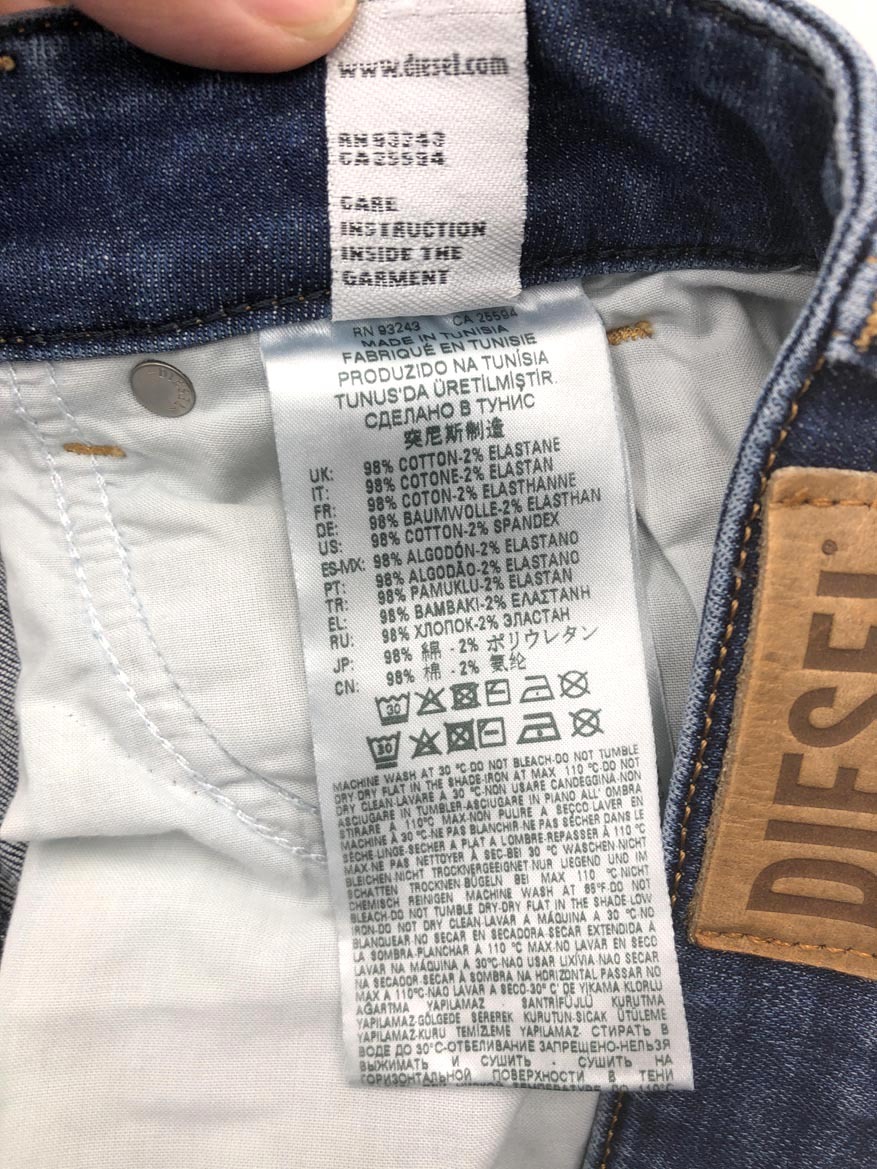 www.diesel.com
RN 93243
CA 25594
CARE
INSTRUCTION
INSIDE THE
GARMENT
RN 93243 CA 25594
MADE IN TUNISIA
FABRIQUÉ EN TUNISIE
PRODUZIDO NA TUNÍSIA
TUNUS'DA ÜRETİLMİŞTİR.
СДЕЛАНО В ТУНИС
突尼斯制造
UK: 98% COTTON-2% ELASTANE
IT: 98% COTONE-2% ELASTAN
FR: 98% COTON-2% ELASTHANNE
DE: 98% BAUMWOLLE-2% ELASTHAN
US: 98% COTTON-2% SPANDEX
ES-MX: 98% ALGODÓN-2% ELASTANO
PT: 98% ALGODÃO-2% ELASTANO
TR: 98% PAMUKLU-2% ELASTAN
EL: 98% ΒΑΜΒΑΚΙ-2% ΕΛΑΣΤΑΝΗ
RU: 98% ХЛОПОК-2% ЭЛАСТАН
JP: 98% 綿 -2% ポリウレタン
CN: 98% 棉 -2% 氨纶
30
30
MACHINE WASH AT 30 °C-DO NOT BLEACH-DO NOT TUMBLE
DRY-DRY FLAT IN THE SHADE-IRON AT MAX 110 °C-DO NOT
DRY CLEAN-LAVARE A 30 °C-NON USARE CANDEGGINA-NON
ASCIUGARE IN TUMBLER-ASCIUGARE IN PIANO ALL' OMBRA
STIRARE A 110°C MAX-NON PULIRE A SECCO-LAVER EN
MACHINE À 30 °C-NE PAS BLANCHIR-NE PAS SÉCHER DANS LE
SÈCHE LINGE-SECHER A PLAT A L'OMBRE-REPASSER À 110 °C
MAX-NE PAS NETTOYER À SEC-BEI 30 °C WASCHEN-NICHT
BLEICHEN-NICHT TROCKNERGEEIGNET-NUR LIEGEND UND IM
SCHATTEN TROCKNEN-BÜGELN BEI MAX 110 °C-NICHT
CHEMISCH REINIGEN MACHINE WASH AT 85°F-DO NOT
BLEACH-DO NOT TUMBLE DRY-DRY FLAT IN THE SHADE-LOW
IRON-DO NOT DRY CLEAN-LAVAR A MÁQUINA A 30 °C-NO
BLANQUEAR-NO SECAR EN SECADORA-SECAR EXTENDIDA A
LA SOMBRA-PLANCHAR A 110 °C MAX-NO LAVAR EN SECO
LAVAR NA MÁQUINA A 30°C-NÃO USAR LIXÍVIA-NÃO SECAR
NO SECADOR-SECAR À SOMBRA NA HORIZONTAL-PASSAR NO
MAX A 110°C-NÃO LAVAR A SECO-30° C' DE YIKAMA KLORLU
AĞARTMA YAPILAMAZ SANTRİFÜJLÜ KURUTMA
YAPILAMAZ-GÖLGEDE SEREREK KURUTUN-SICAK ÜTÜLEME
YAPILAMAZ-KURU TEMİZLEME YAPILAMAZ СТИРАТЬ В
ВОДЕ ДО 30°С-ОТБЕЛИВАНИЕ ЗАПРЕЩЕНО-НЕЛЬЗЯ
ВЫЖИМАТЬ И СУШИТЬ - СУШИТЬ НА
ГОРИЗОНТАЛЬНОЙ ПОВЕРХНОСТИ В ТЕНИ
DIESEL